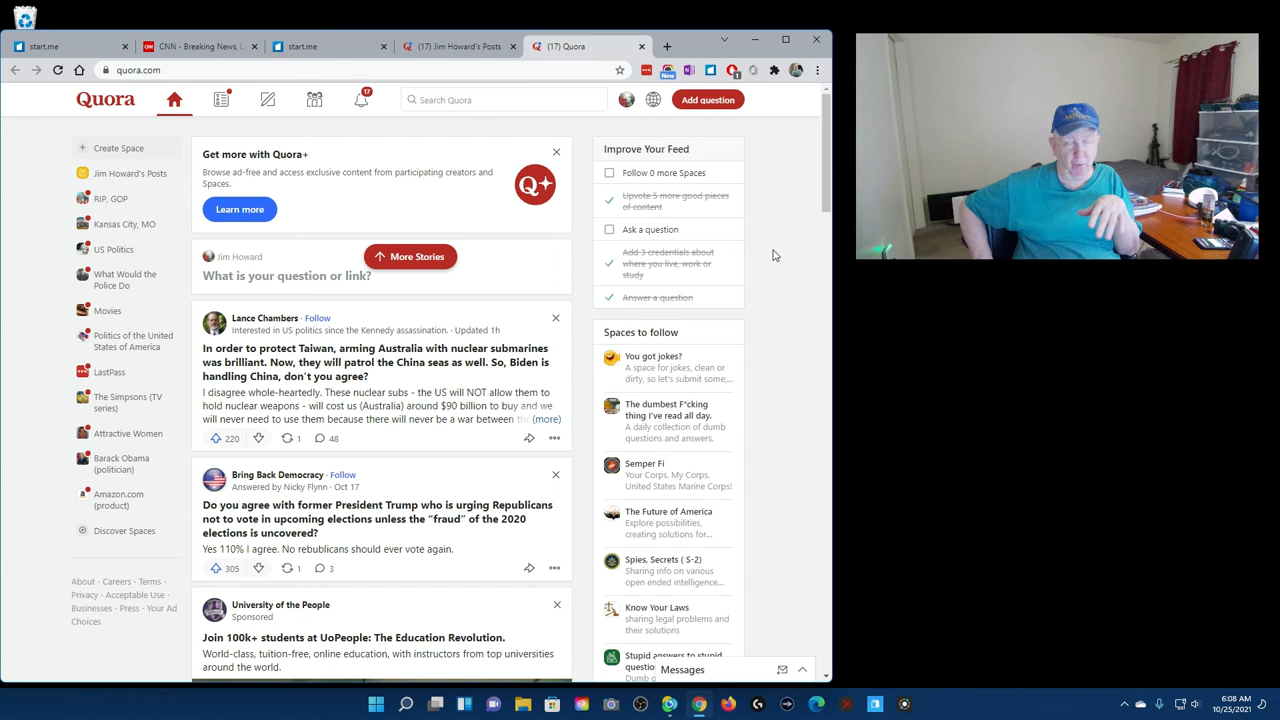 start.me
CNN - Breaking News, L
start.me
(17) Jim Howard's Posts
(17) Quora
quora.com
New
1
Quora
17
Search Quora
Add question
Create Space
Jim Howard's Posts
RIP, GOP
Kansas City, MO
US Politics
What Would the
Police Do
Movies
Politics of the United
States of America
LastPass
The Simpsons (TV
series)
Attractive Women
Barack Obama
(politician)
Amazon.com
(product)
Discover Spaces
About · Careers · Terms ·
Privacy · Acceptable Use ·
Businesses · Press · Your Ad
Choices
Get more with Quora+
Browse ad-free and access exclusive content from participating creators and
Spaces.
Learn more
Q+
Jim Howard
What is your question or link?
More Stories
Lance Chambers · Follow
Interested in US politics since the Kennedy assassination. · Updated 1h
In order to protect Taiwan, arming Australia with nuclear submarines
was brilliant. Now, they will patrol the China seas as well. So, Biden is
handling China, don't you agree?
I disagree whole-heartedly. These nuclear subs - the US will NOT allow them to
hold nuclear weapons - will cost us (Australia) around $90 billion to buy and we
will never need to use them because there will never be a war between the (more)
220
1
48
Bring Back Democracy · Follow
Answered by Nicky Flynn · Oct 17
Do you agree with former President Trump who is urging Republicans
not to vote in upcoming elections unless the "fraud" of the 2020
elections is uncovered?
Yes 110% I agree. No rebublicans should ever vote again.
305
1
3
University of the People
Sponsored
Join 100k+ students at UoPeople: The Education Revolution.
World-class, tuition-free, online education, with instructors from top universities
around the world.
Improve Your Feed
Follow 0 more Spaces
Upvote 5 more good pieces
of content
Ask a question
Add 3 credentials about
where you live, work or
study
Answer a question
Spaces to follow
You got jokes?
A space for jokes, clean or
dirty, so let's submit some,...
The dumbest F*cking
thing I've read all day.
A daily collection of dumb
questions and answers.
Semper Fi
Your Corps. My Corps.
United States Marine Corps!
The Future of America
Explore possibilities,
creating solutions for...
Spies, Secrets ( S-2)
Sharing info on various
open ended intelligence...
Know Your Laws
sharing legal problems and
their solutions
Stupid answers to stupid
Messages
6:08 AM
10/25/2021